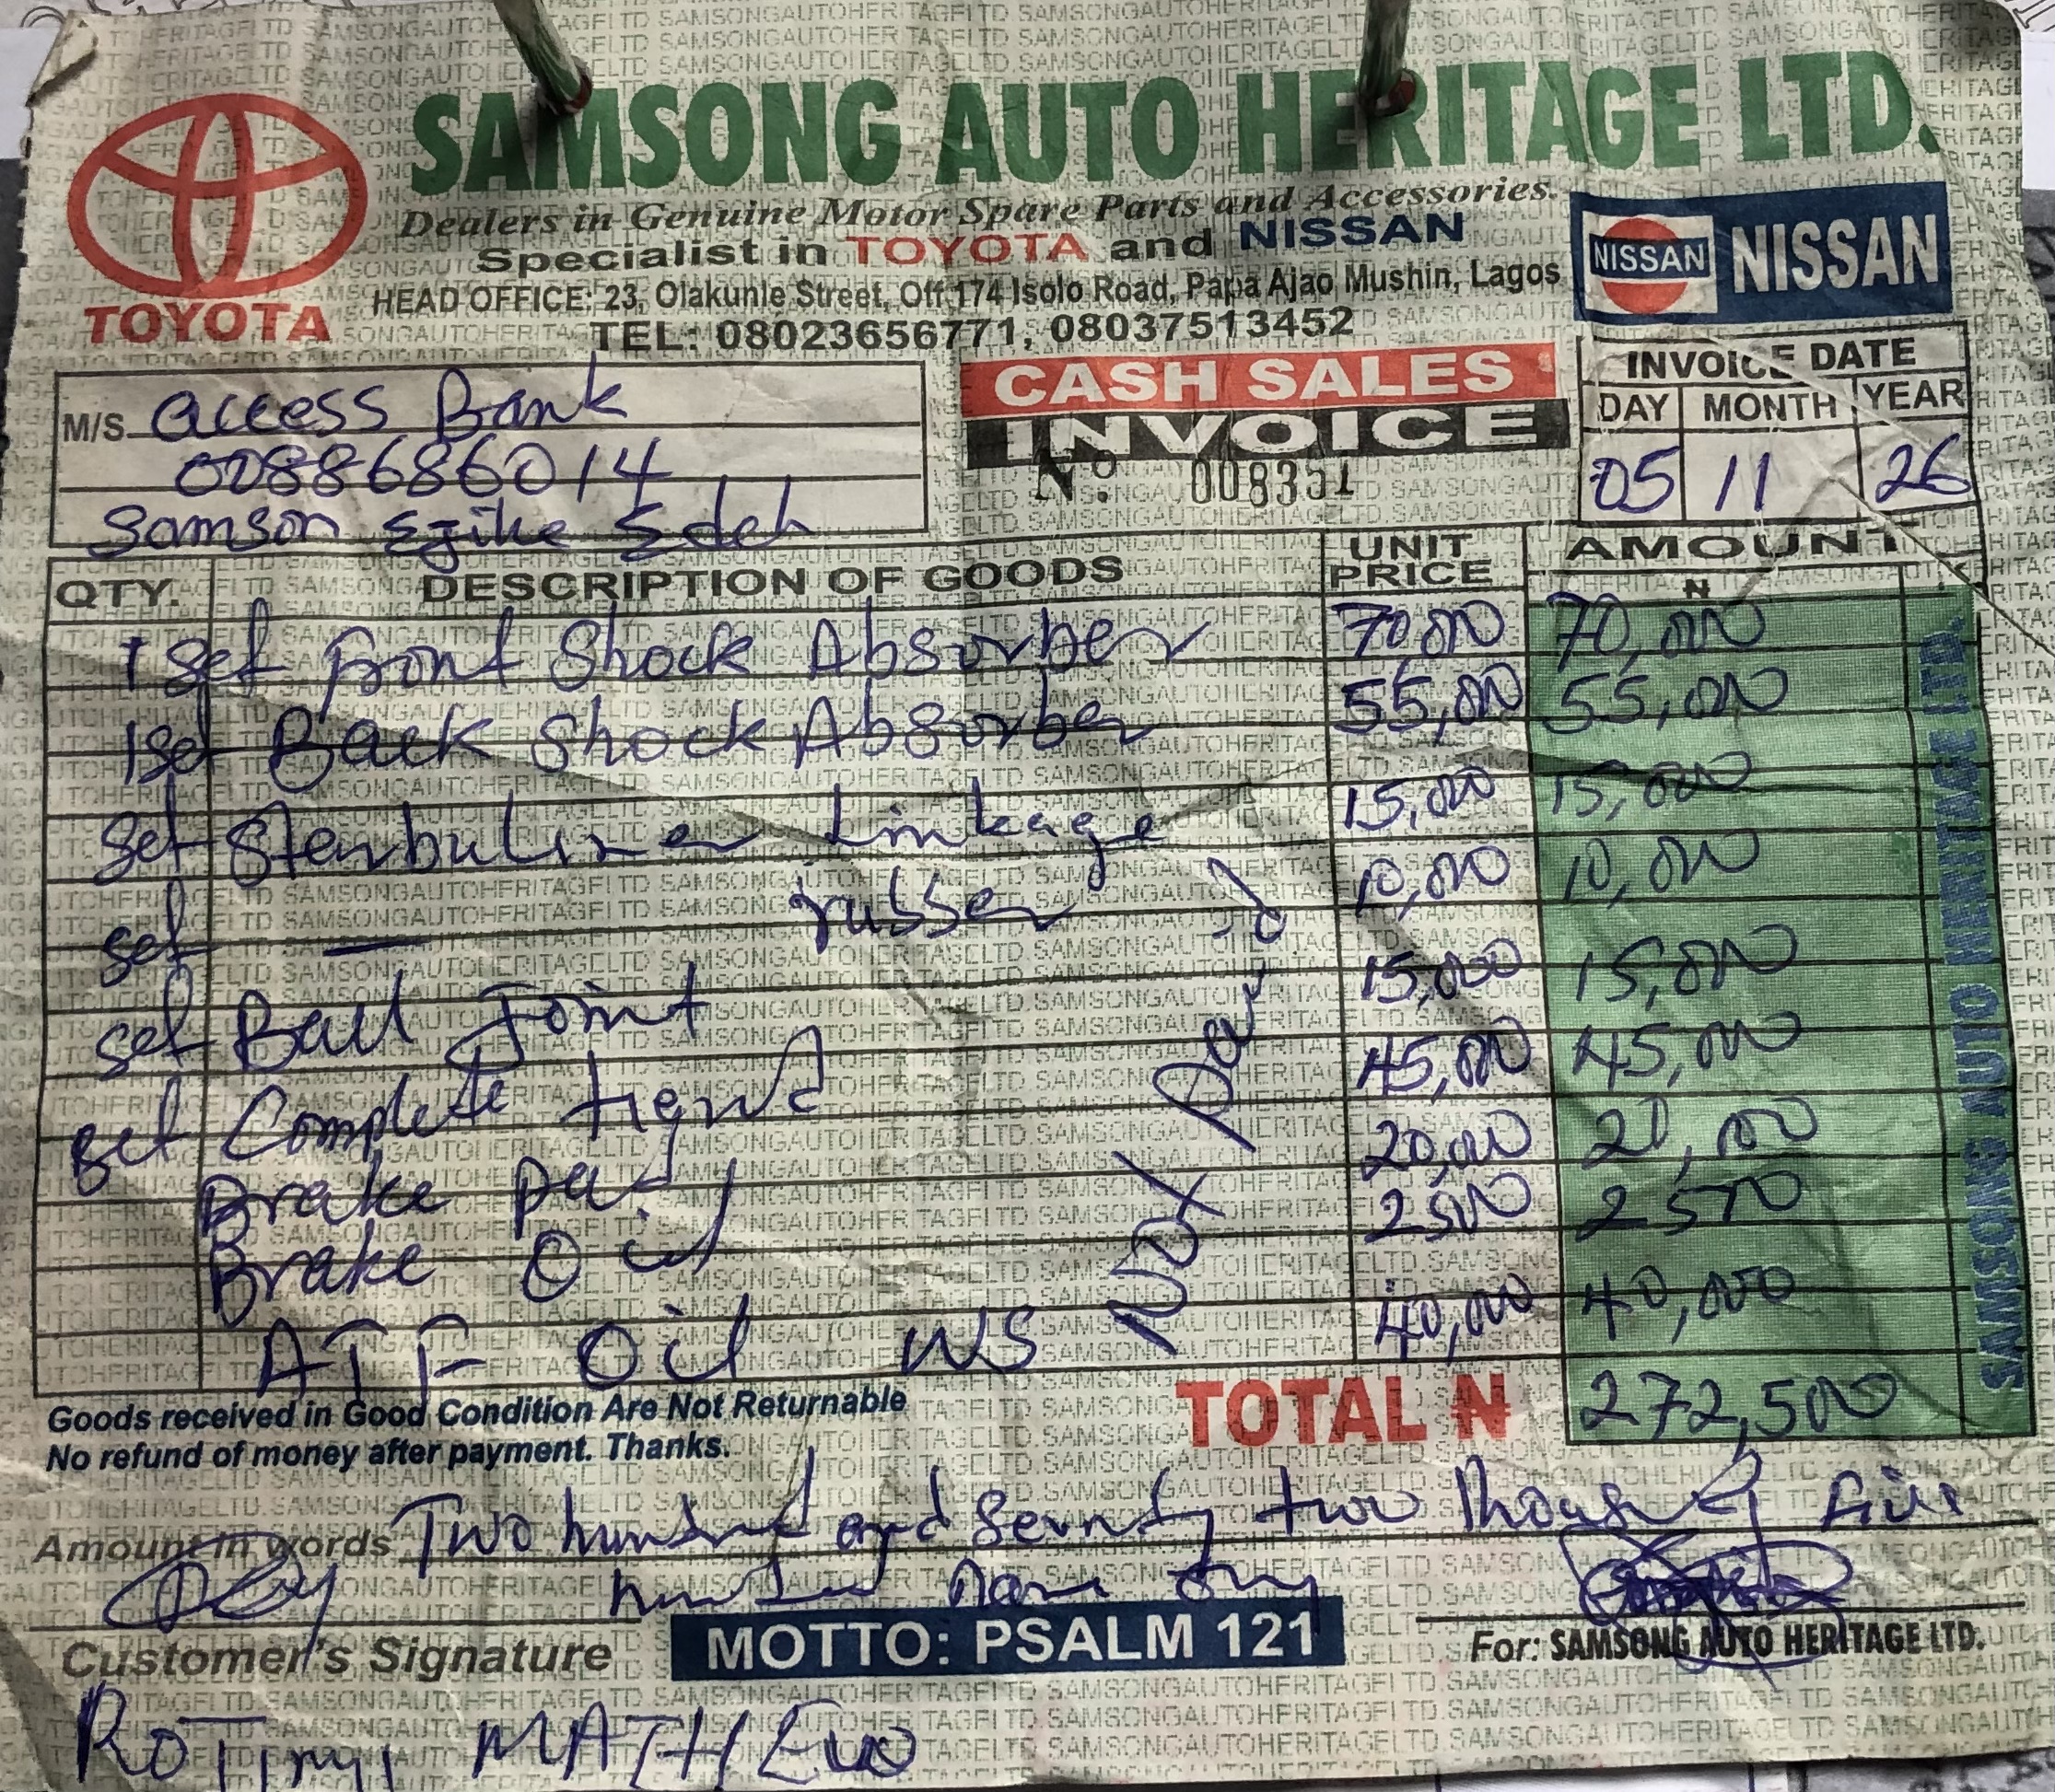 SAMSONG AUTO HERITAGE LTD.
Dealers in Genuine Motor Spare Parts and Accessories.
Specialist in TOYOTA and NISSAN
HEAD OFFICE: 23, Olakunle Street, Off 174 Isolo Road, Papa Ajao Mushin, Lagos
TEL: 08023656771, 08037513452
TOYOTA
NISSAN NISSAN
M/S. access Bank
0088686014
Samson Ejike Edeh
CASH SALES
INVOICE
No: 008351
INVOICE DATE
DAY MONTH YEAR
05 11 26
QTY. DESCRIPTION OF GOODS UNIT PRICE AMOUNT
N K
1 set front Shock Absorber 70,000 70,000
1 set Back Shock Absorber 55,000 55,000
set Stenbulizer Linkage 15,000 15,000
set — rubber 10,000 10,000
set Ball Joint 15,000 15,000
set Complete 45,000 45,000
Brake pad 20,000 20,000
Brake Oil 2500 2500
ATF Oil WS 40,000 40,000
Not Paid
TOTAL N 272,500
Goods received in Good Condition Are Not Returnable
No refund of money after payment. Thanks.
Amount in words Two hundred and Seventy two thousand five
hundred Naira only
Customer's Signature
MOTTO: PSALM 121
For: SAMSONG AUTO HERITAGE LTD.
RoTimi MATHEW
SAMSONG AUTO HERITAGE LTD.